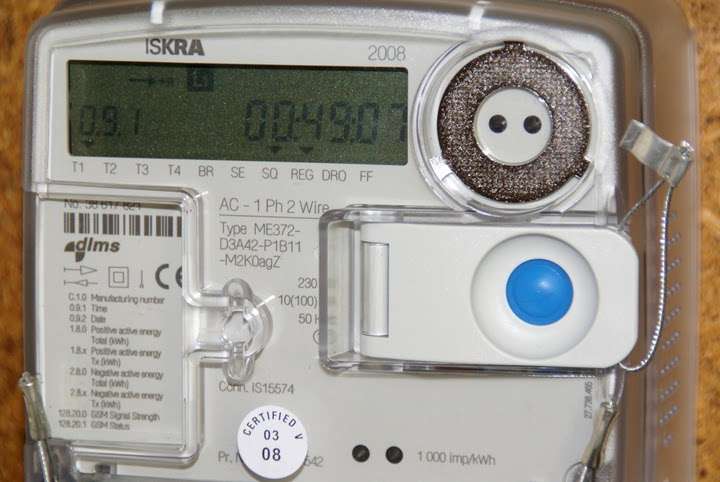 ISKRA
2008
L1
0.9.1 00:49:07
T1 T2 T3 T4 BR SE SQ REG DRO FF
AC - 1 Ph 2 Wire
Type ME372-
D3A42-P1B11
-M2K0agZ
230
10(100)
50
dlms
CE
C.1.0 Manufacturing number
0.9.1 Time
0.9.2 Date
1.8.0 Positive active energy
Total (kWh)
1.8.x Positive active energy
Tx (kWh)
2.8.0 Negative active energy
Total (kWh)
2.8.x Negative active energy
Tx (kWh)
128.20.0 GSM Signal Strength
128.20.1 GSM Status
Conn. IS15574
CERTIFIED V
03
08
Pr.
542
1 000 imp/kWh